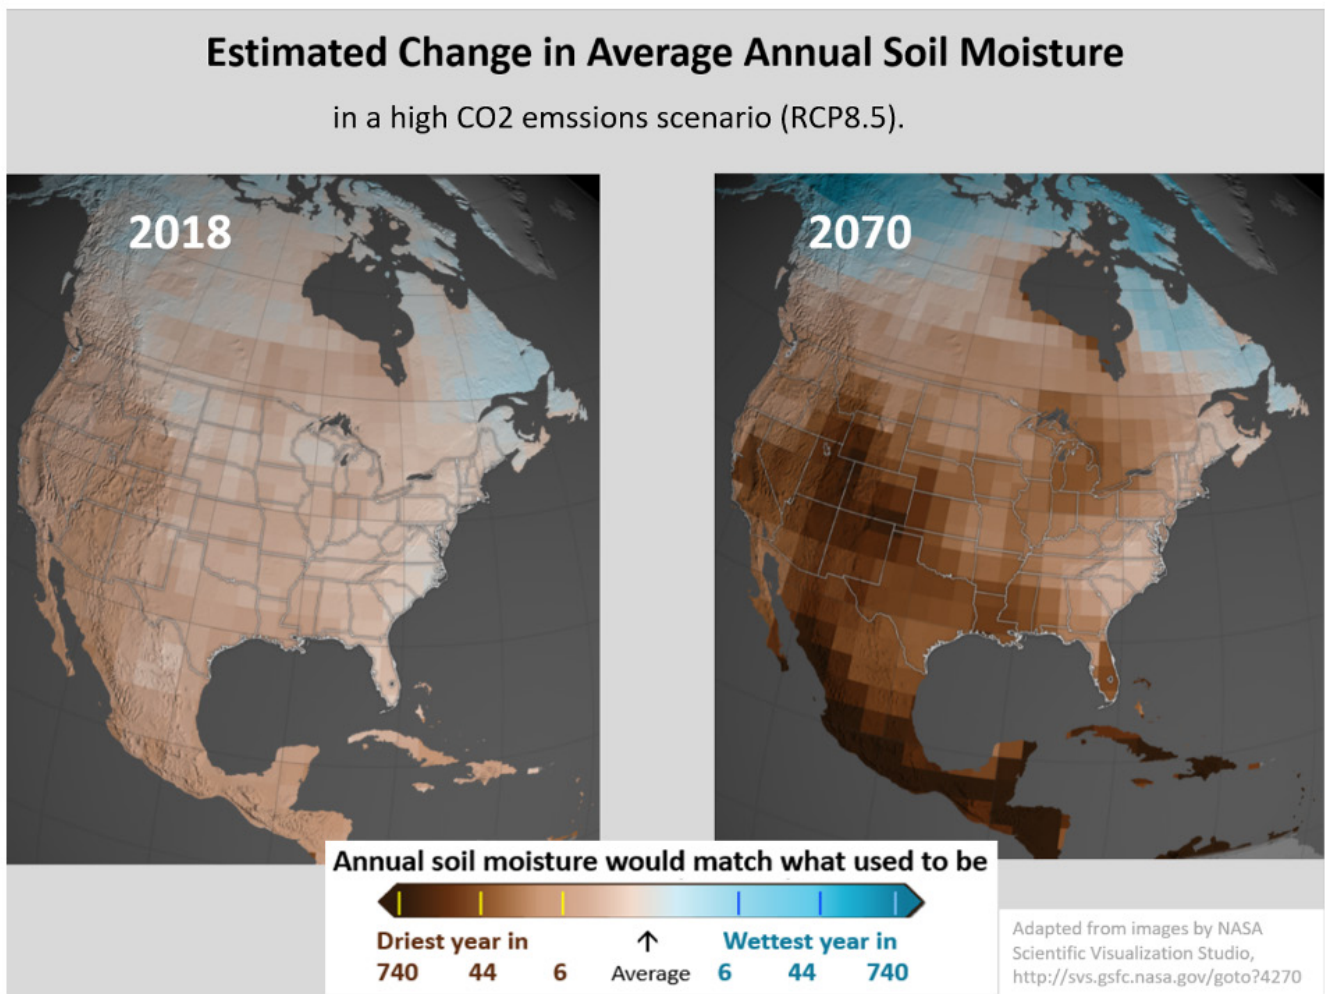 Estimated Change in Average Annual Soil Moisture
in a high CO2 emssions scenario (RCP8.5).
2018
2070
Annual soil moisture would match what used to be
Driest year in
↑
Wettest year in
740 44 6 Average 6 44 740
Adapted from images by NASA
Scientific Visualization Studio,
http://svs.gsfc.nasa.gov/goto?4270